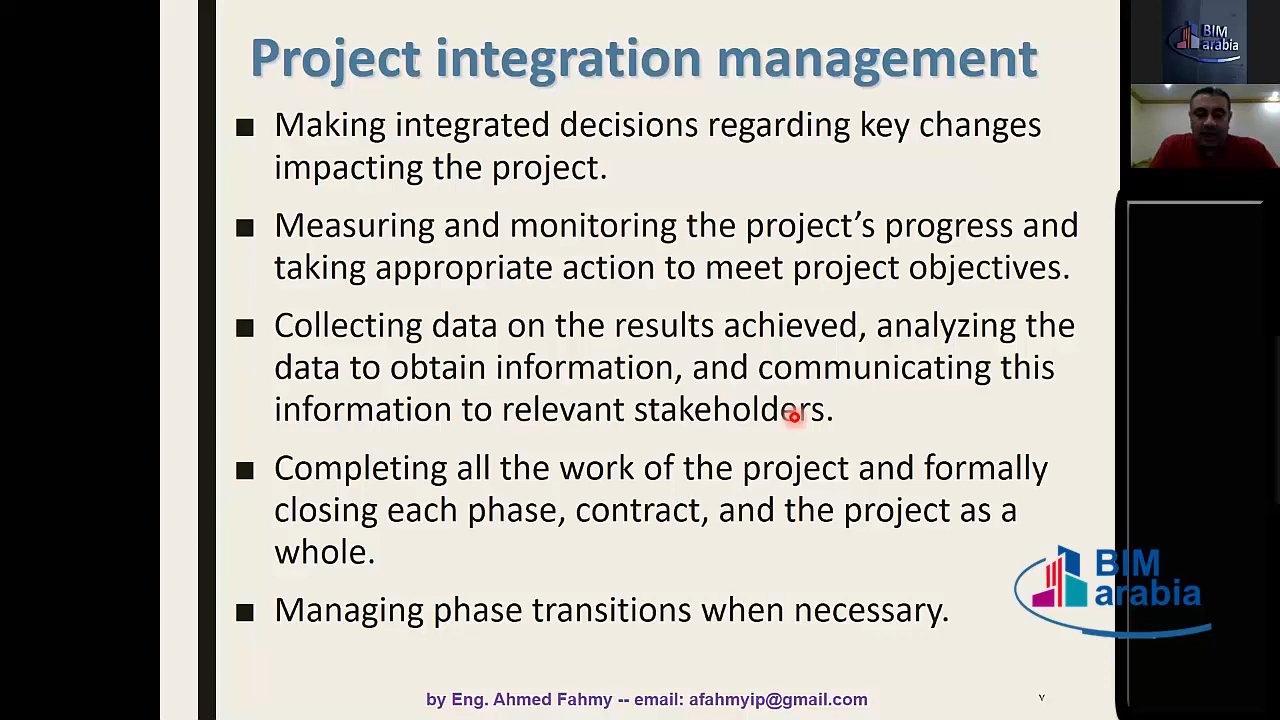 Project integration management
■ Making integrated decisions regarding key changes
impacting the project.
■ Measuring and monitoring the project’s progress and
taking appropriate action to meet project objectives.
■ Collecting data on the results achieved, analyzing the
data to obtain information, and communicating this
information to relevant stakeholders.
■ Completing all the work of the project and formally
closing each phase, contract, and the project as a
whole.
■ Managing phase transitions when necessary.
by Eng. Ahmed Fahmy -- email: afahmyip@gmail.com
٧
BIM
arabia
BIM
arabia